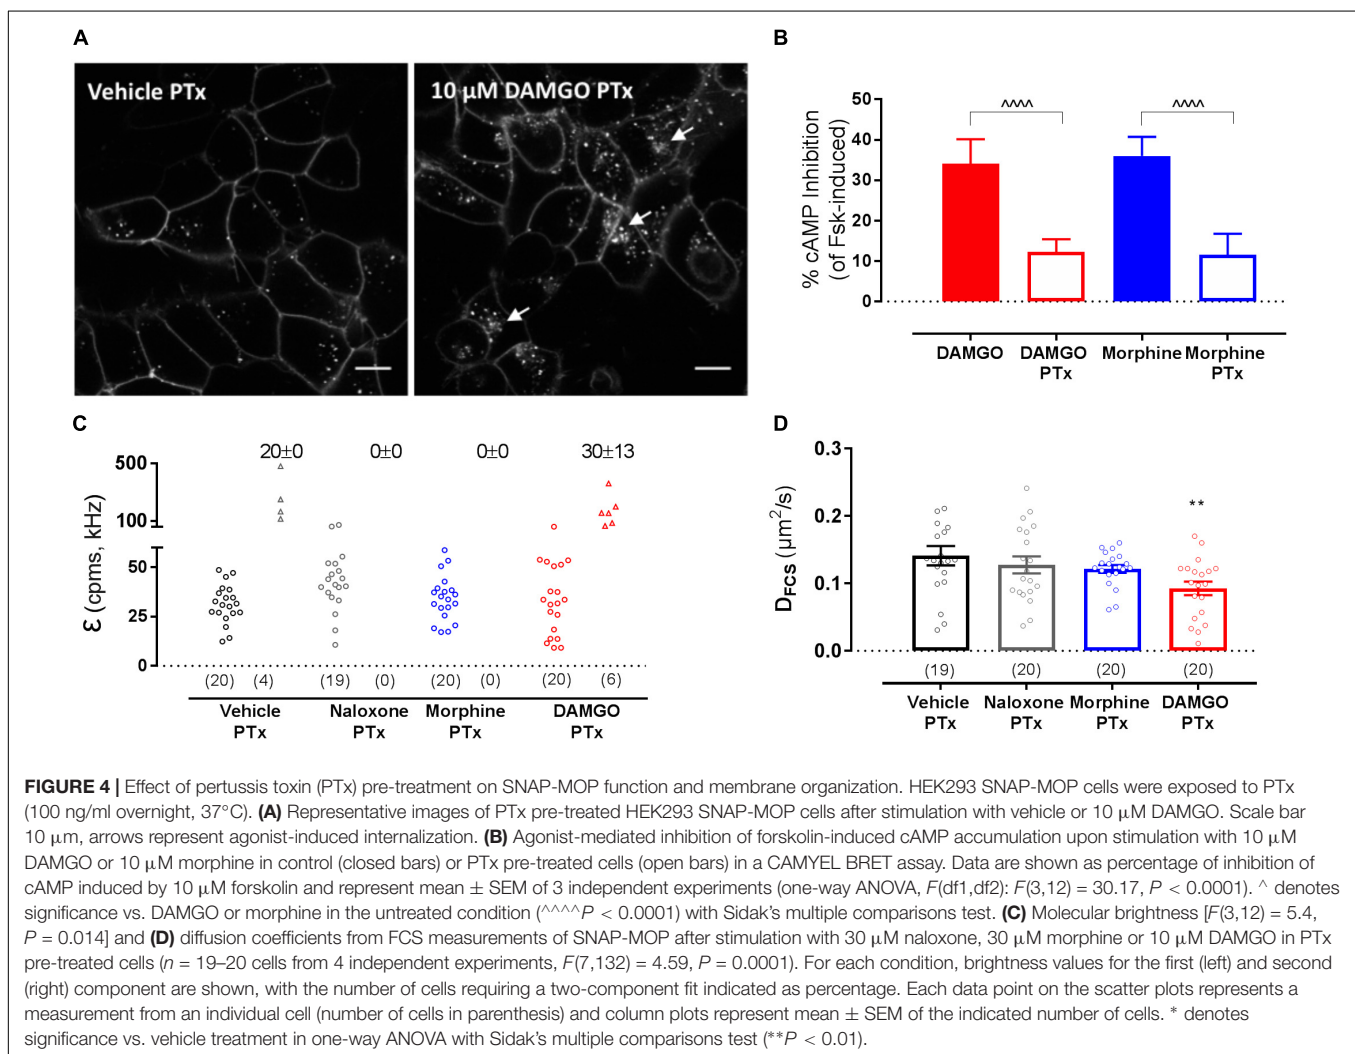 A
Vehicle PTx
10 µM DAMGO PTx
B
% cAMP Inhibition
(of Fsk-induced)
50
40
30
20
10
0
^^^^
^^^^
DAMGO
DAMGO
PTx
Morphine
Morphine
PTx
C
ε (cpms, kHz)
500
100
50
25
0
20±0
0±0
0±0
30±13
(20)
(4)
(19)
(0)
(20)
(0)
(20)
(6)
Vehicle
PTx
Naloxone
PTx
Morphine
PTx
DAMGO
PTx
D
DFCS (µm²/s)
0.3
0.2
0.1
0.0
**
(19)
(20)
(20)
(20)
Vehicle
PTx
Naloxone
PTx
Morphine
PTx
DAMGO
PTx
FIGURE 4 | Effect of pertussis toxin (PTx) pre-treatment on SNAP-MOP function and membrane organization. HEK293 SNAP-MOP cells were exposed to PTx
(100 ng/ml overnight, 37°C). (A) Representative images of PTx pre-treated HEK293 SNAP-MOP cells after stimulation with vehicle or 10 µM DAMGO. Scale bar
10 µm, arrows represent agonist-induced internalization. (B) Agonist-mediated inhibition of forskolin-induced cAMP accumulation upon stimulation with 10 µM
DAMGO or 10 µM morphine in control (closed bars) or PTx pre-treated cells (open bars) in a CAMYEL BRET assay. Data are shown as percentage of inhibition of
cAMP induced by 10 µM forskolin and represent mean ± SEM of 3 independent experiments (one-way ANOVA, F(df1,df2): F(3,12) = 30.17, P < 0.0001). ^ denotes
significance vs. DAMGO or morphine in the untreated condition (^^^^P < 0.0001) with Sidak's multiple comparisons test. (C) Molecular brightness [F(3,12) = 5.4,
P = 0.014] and (D) diffusion coefficients from FCS measurements of SNAP-MOP after stimulation with 30 µM naloxone, 30 µM morphine or 10 µM DAMGO in PTx
pre-treated cells (n = 19–20 cells from 4 independent experiments, F(7,132) = 4.59, P = 0.0001). For each condition, brightness values for the first (left) and second
(right) component are shown, with the number of cells requiring a two-component fit indicated as percentage. Each data point on the scatter plots represents a
measurement from an individual cell (number of cells in parenthesis) and column plots represent mean ± SEM of the indicated number of cells. * denotes
significance vs. vehicle treatment in one-way ANOVA with Sidak's multiple comparisons test (**P < 0.01).